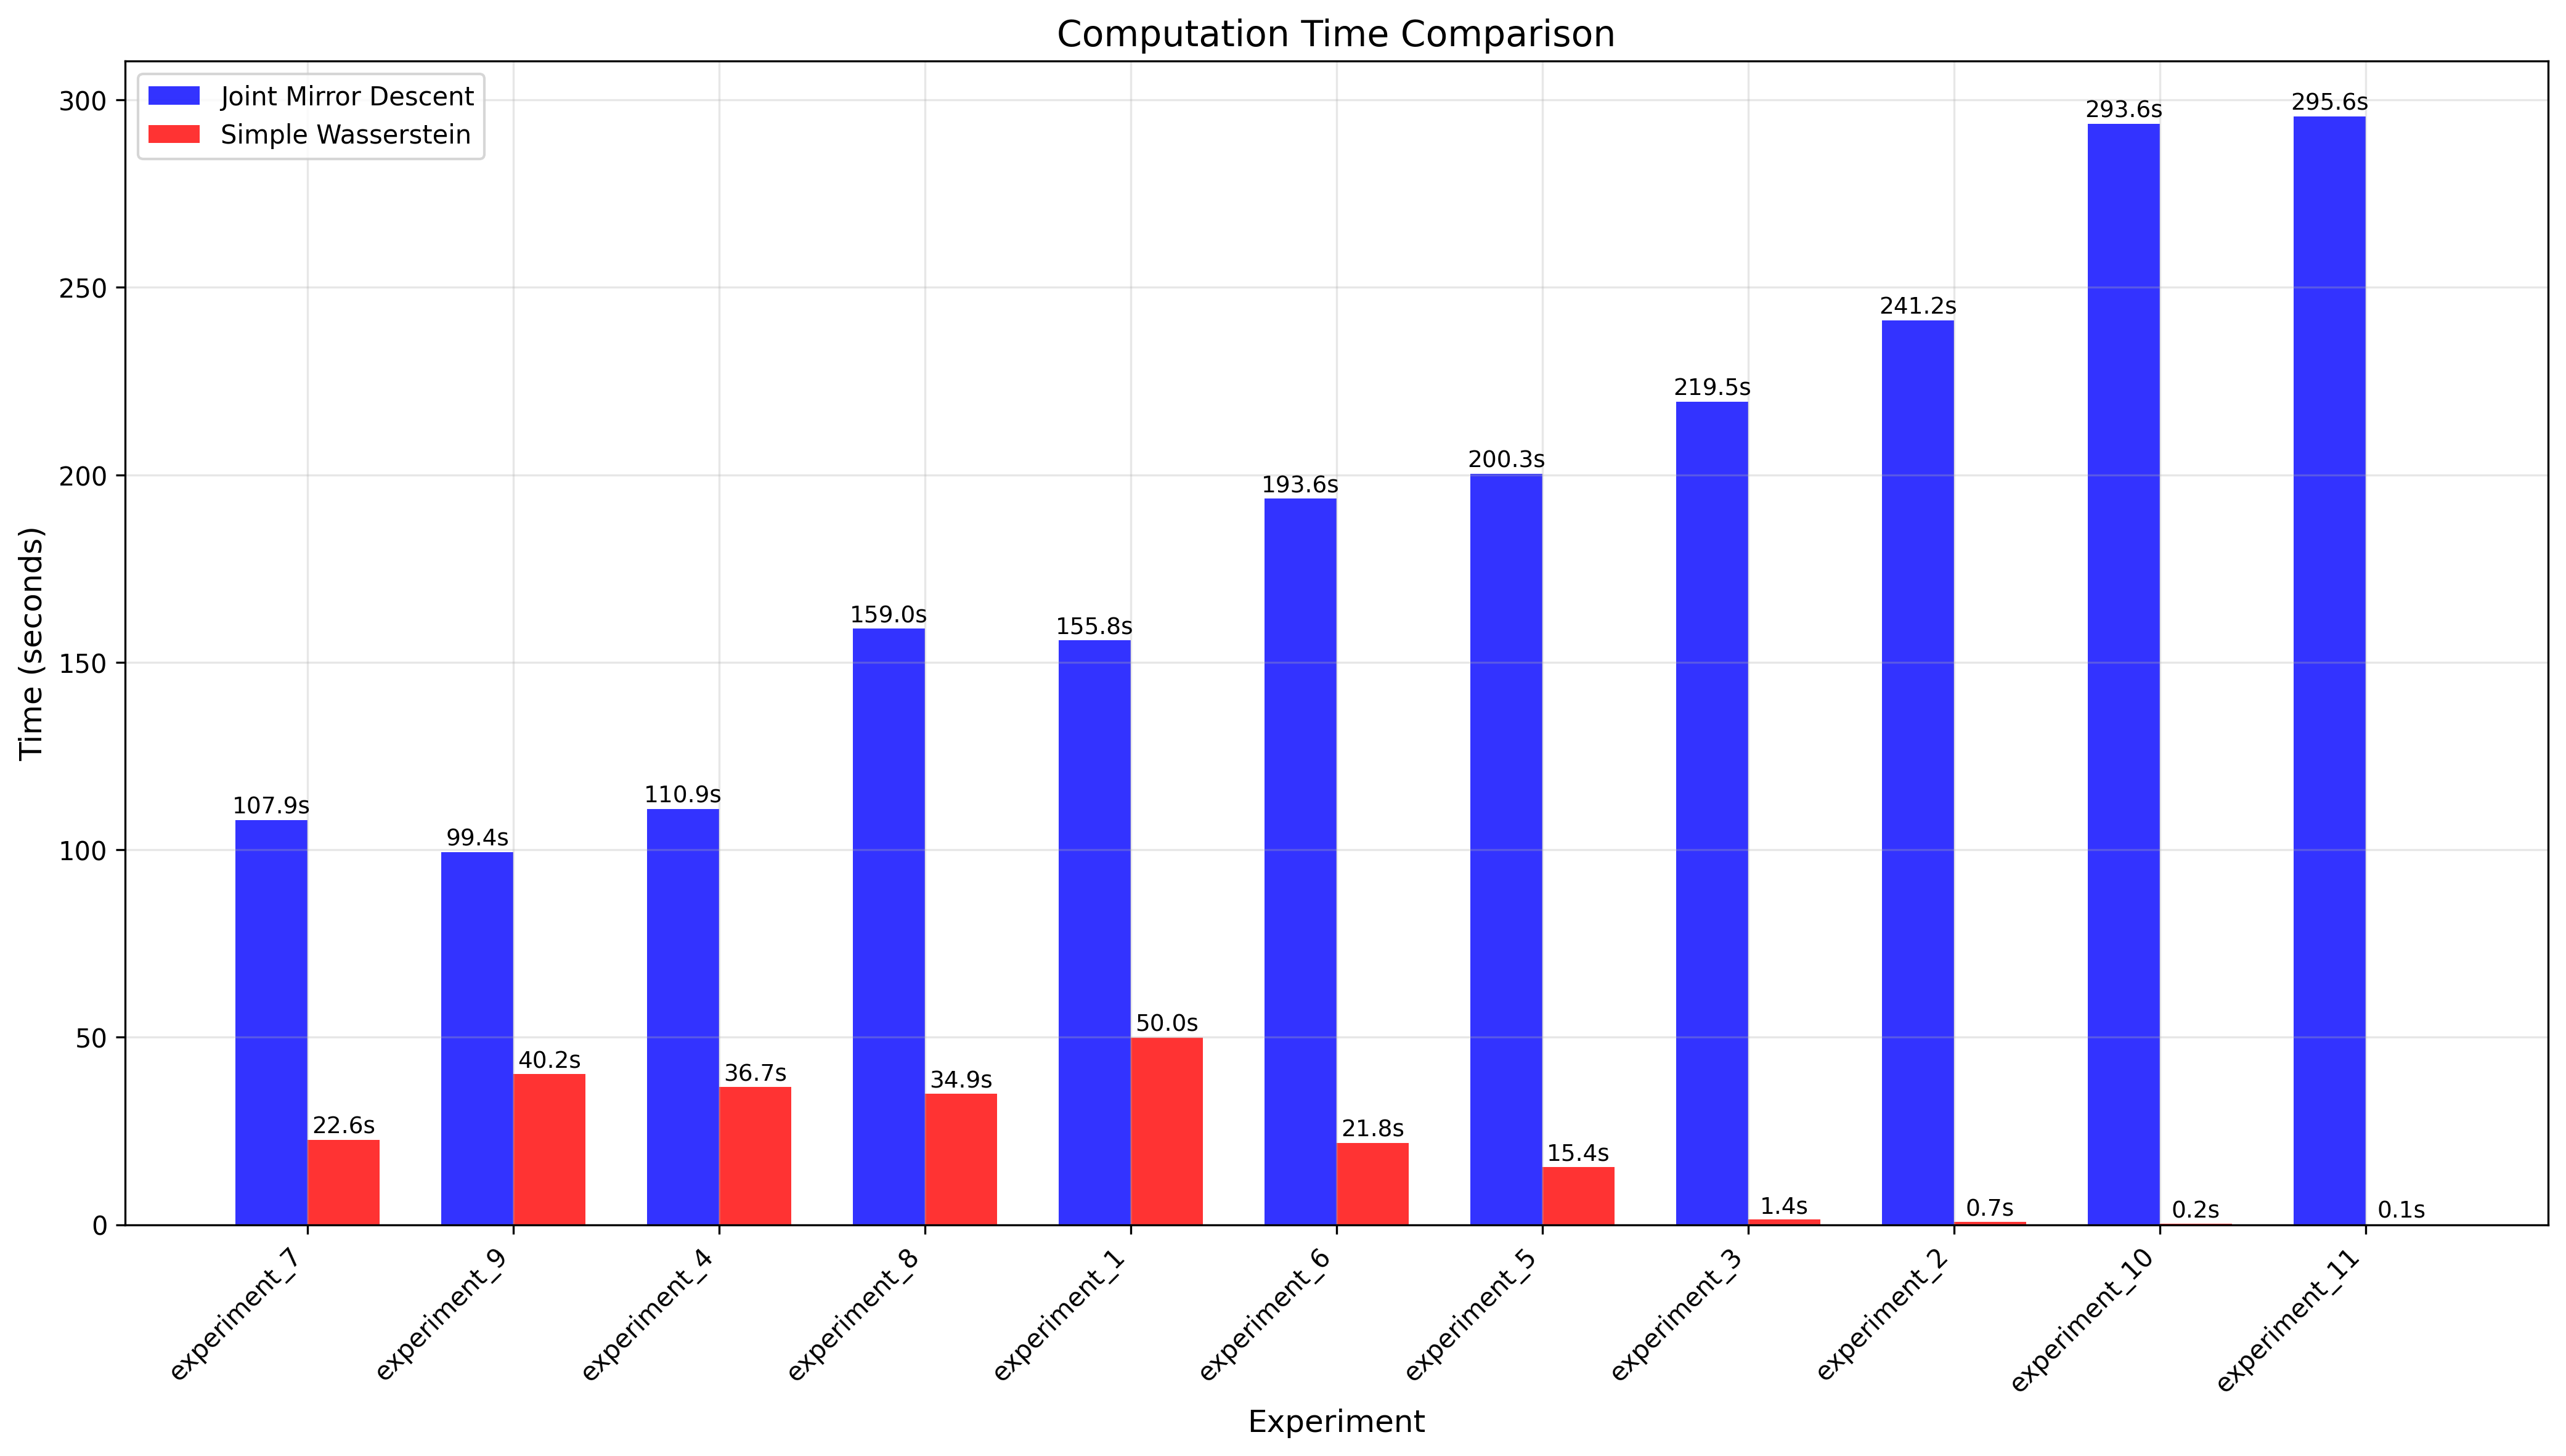 Computation Time Comparison
Joint Mirror Descent
Simple Wasserstein
Time (seconds)
300
250
200
150
100
50
0
107.9s
22.6s
99.4s
40.2s
110.9s
36.7s
159.0s
34.9s
155.8s
50.0s
193.6s
21.8s
200.3s
15.4s
219.5s
1.4s
241.2s
0.7s
293.6s
0.2s
295.6s
0.1s
experiment_7
experiment_9
experiment_4
experiment_8
experiment_1
experiment_6
experiment_5
experiment_3
experiment_2
experiment_10
experiment_11
Experiment